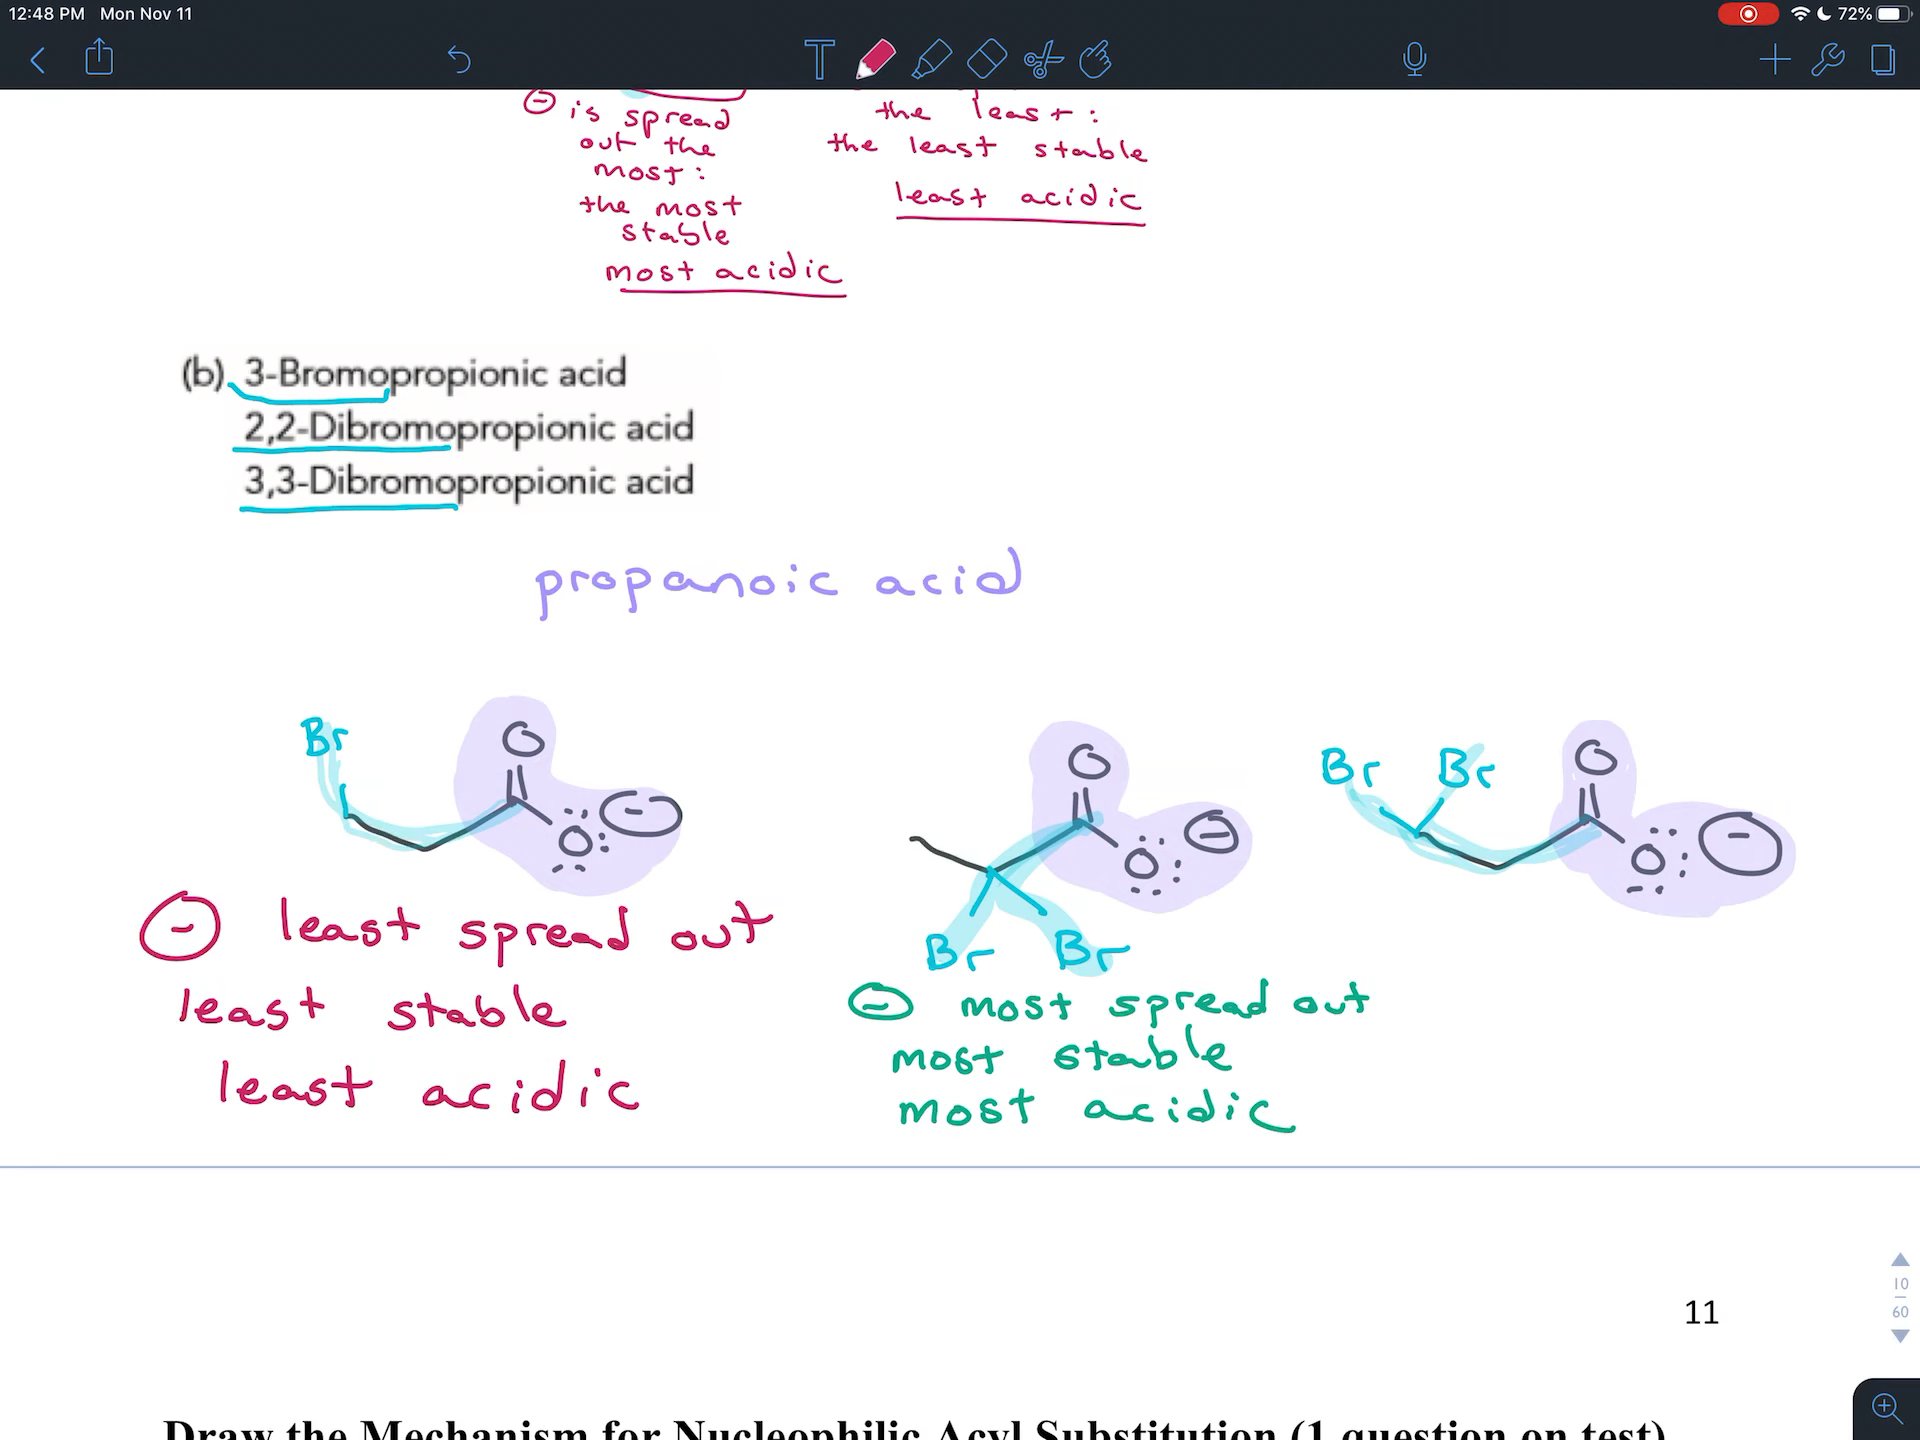 12:48 PM Mon Nov 11
72%
T
is spread
out the
most:
the most
stable
most acidic
the least:
the least stable
least acidic
(b) 3-Bromopropionic acid
2,2-Dibromopropionic acid
3,3-Dibromopropionic acid
propanoic acid
Br O O: -
Br Br O O: -
Br Br O O: -
- least spread out
least stable
least acidic
- most spread out
most stable
most acidic
10
60
11
Draw the Mechanism for Nucleophilic Acyl Substitution (1 question on test)